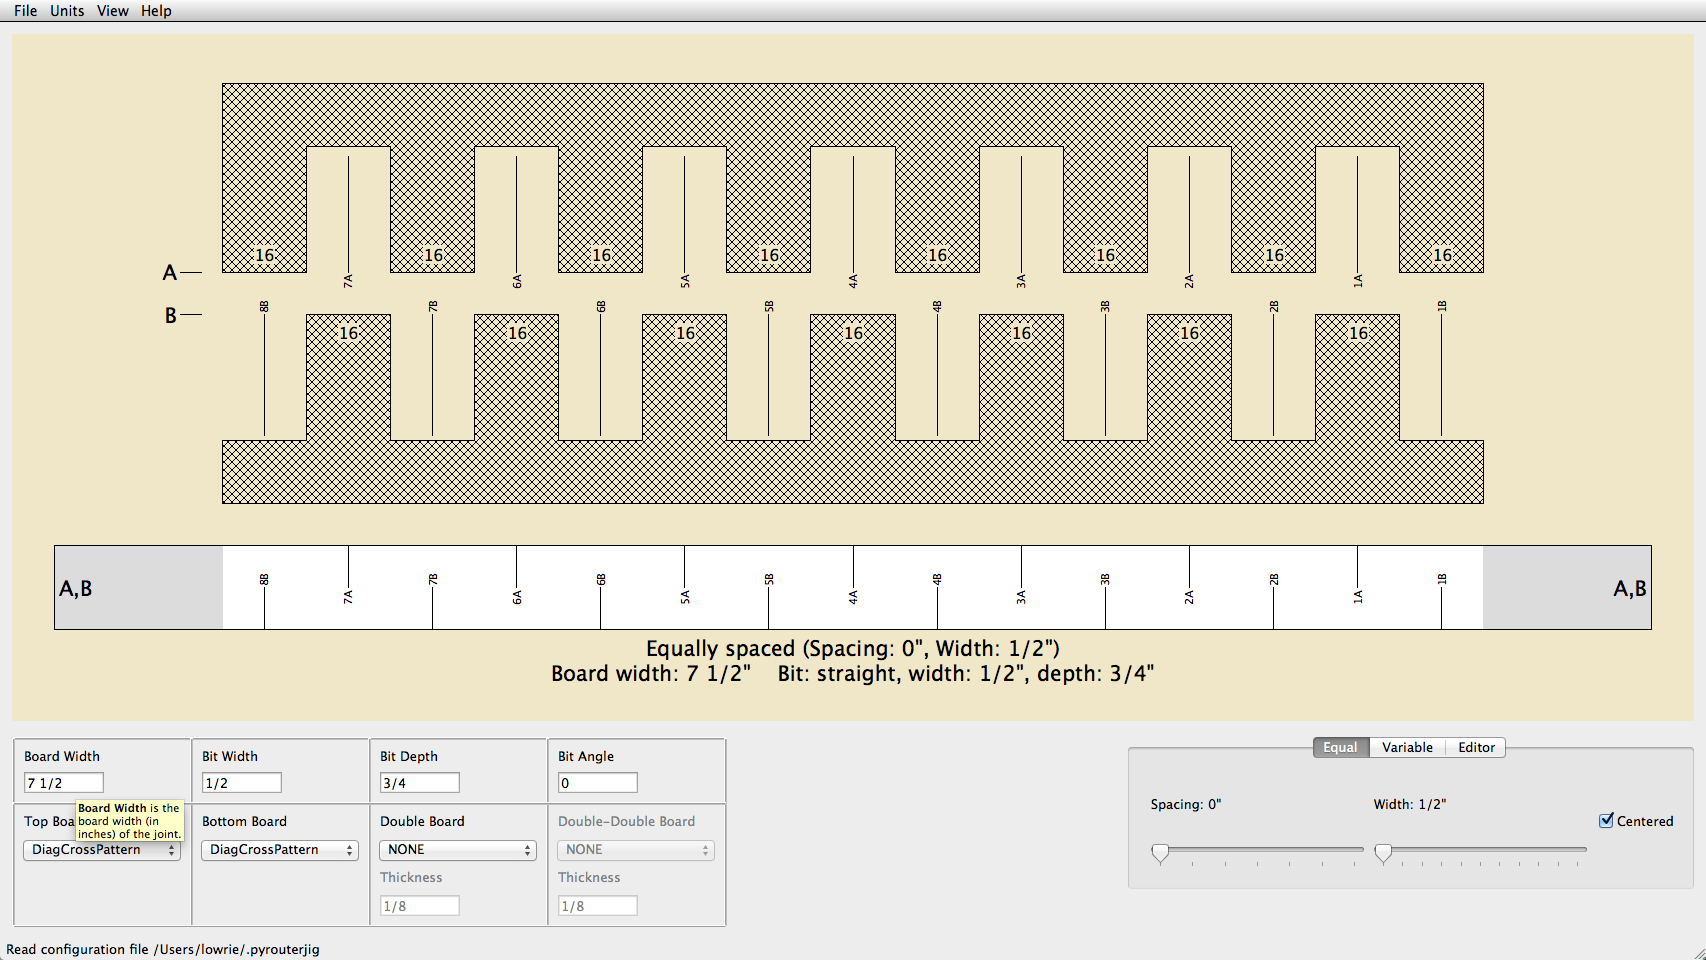 File Units View Help
16 16 16 16 16 16 16 16
A
7A 6A 5A 4A 3A 2A 1A
8B 7B 6B 5B 4B 3B 2B 1B
B
16 16 16 16 16 16 16
8B 7B 6B 5B 4B 3B 2B 1B
A,B A,B
7A 6A 5A 4A 3A 2A 1A
Equally spaced (Spacing: 0", Width: 1/2")
Board width: 7 1/2" Bit: straight, width: 1/2", depth: 3/4"
Equal Variable Editor
Board Width Bit Width Bit Depth Bit Angle
7 1/2 1/2 3/4 0
Spacing: 0" Width: 1/2"
Board Width is the
board width (in
inches) of the joint.
Top Boa Bottom Board Double Board Double-Double Board
Centered
DiagCrossPattern DiagCrossPattern NONE NONE
Thickness Thickness
1/8 1/8
Read configuration file /Users/lowrie/.pyrouterjig